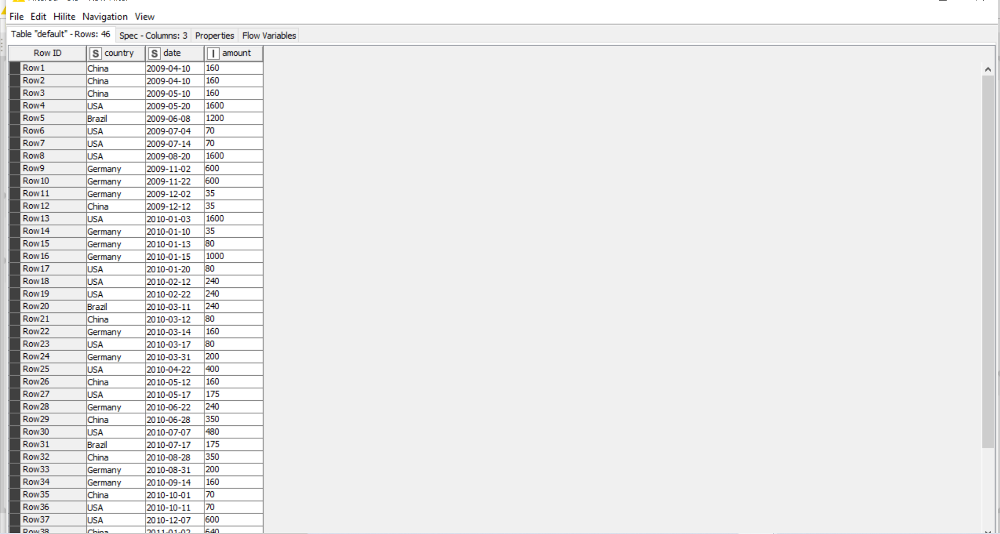 File Edit Hilite Navigation View
Table "default" - Rows: 46 Spec - Columns: 3 Properties Flow Variables
Row ID S country S date I amount
Row1 China 2009-04-10 160
Row2 China 2009-04-10 160
Row3 China 2009-05-10 160
Row4 USA 2009-05-20 1600
Row5 Brazil 2009-06-08 1200
Row6 USA 2009-07-04 70
Row7 USA 2009-07-14 70
Row8 USA 2009-08-20 1600
Row9 Germany 2009-11-02 600
Row10 Germany 2009-11-22 600
Row11 Germany 2009-12-02 35
Row12 China 2009-12-12 35
Row13 USA 2010-01-03 1600
Row14 Germany 2010-01-10 35
Row15 Germany 2010-01-13 80
Row16 Germany 2010-01-15 1000
Row17 USA 2010-01-20 80
Row18 USA 2010-02-12 240
Row19 USA 2010-02-22 240
Row20 Brazil 2010-03-11 240
Row21 China 2010-03-12 80
Row22 Germany 2010-03-14 160
Row23 USA 2010-03-17 80
Row24 Germany 2010-03-31 200
Row25 USA 2010-04-22 400
Row26 China 2010-05-12 160
Row27 USA 2010-05-17 175
Row28 Germany 2010-06-22 240
Row29 China 2010-06-28 350
Row30 USA 2010-07-07 480
Row31 Brazil 2010-07-17 175
Row32 China 2010-08-28 350
Row33 Germany 2010-08-31 200
Row34 Germany 2010-09-14 160
Row35 China 2010-10-01 70
Row36 USA 2010-10-11 70
Row37 USA 2010-12-07 600
Row38 China 2011-01-02 640